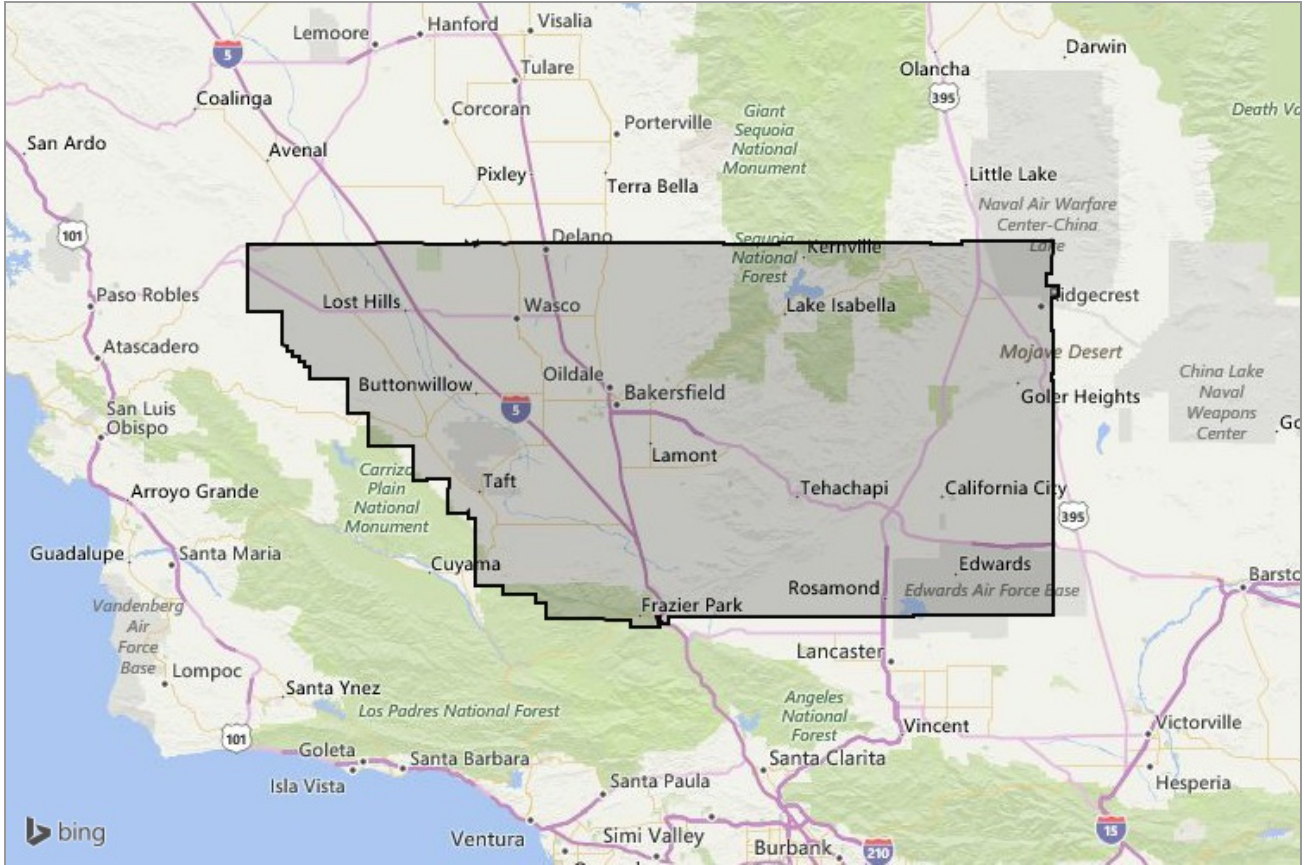 Visalia
Hanford
Lemoore
5
Darwin
Tulare
Olancha
Coalinga
395
Corcoran
Giant
Sequoia
National
Monument
Porterville
San Ardo
Avenal
Pixley
Terra Bella
Little Lake
Naval Air Warfare
Center-China
Lake
101
Delano
Sequoia
National
Forest
Kernville
Paso Robles
Lost Hills
Wasco
Lake Isabella
Ridgecrest
Atascadero
Mojave Desert
Oildale
Buttonwillow
Bakersfield
5
Goler Heights
China Lake
Naval
Weapons
Center
San Luis
Obispo
Lamont
Carrizo
Plain
National
Monument
Taft
Tehachapi
California City
Arroyo Grande
395
Guadalupe
Santa Maria
Cuyama
Edwards
Rosamond
Edwards Air Force Base
Vandenberg
Air
Force
Base
Frazier Park
Lancaster
Lompoc
Santa Ynez
Los Padres National Forest
Angeles
National
Forest
Vincent
Victorville
101
Goleta
Santa Barbara
Isla Vista
Santa Clarita
Santa Paula
Hesperia
bing
Ventura
Simi Valley
Burbank
210
15